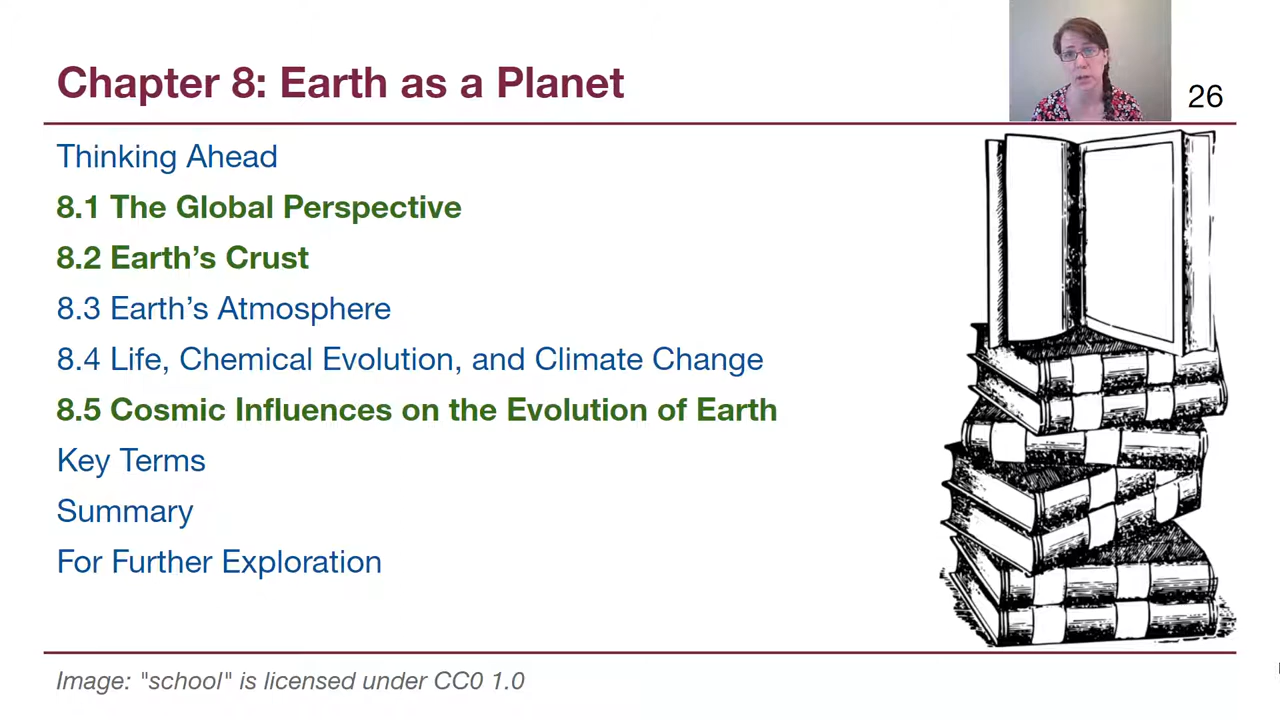 Chapter 8: Earth as a Planet
26
Thinking Ahead
8.1 The Global Perspective
8.2 Earth’s Crust
8.3 Earth’s Atmosphere
8.4 Life, Chemical Evolution, and Climate Change
8.5 Cosmic Influences on the Evolution of Earth
Key Terms
Summary
For Further Exploration
Image: "school" is licensed under CC0 1.0